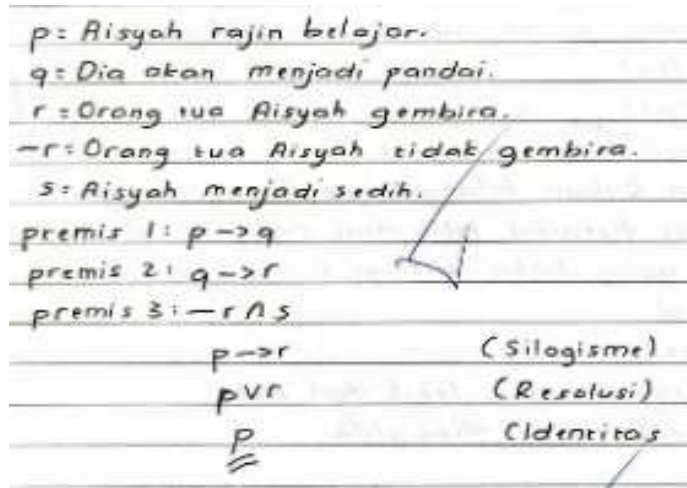 p: Aisyah rajin belajar.
q: Dia akan menjadi pandai.
r: Orang tua Aisyah gembira.
-r: Orang tua Aisyah tidak gembira.
s: Aisyah menjadi sedih.
premis 1: p->q
premis 2: q->r
premis 3: -r ∩ s
p->r (Silogisme)
p∨r (Resolusi)
p (Identitas